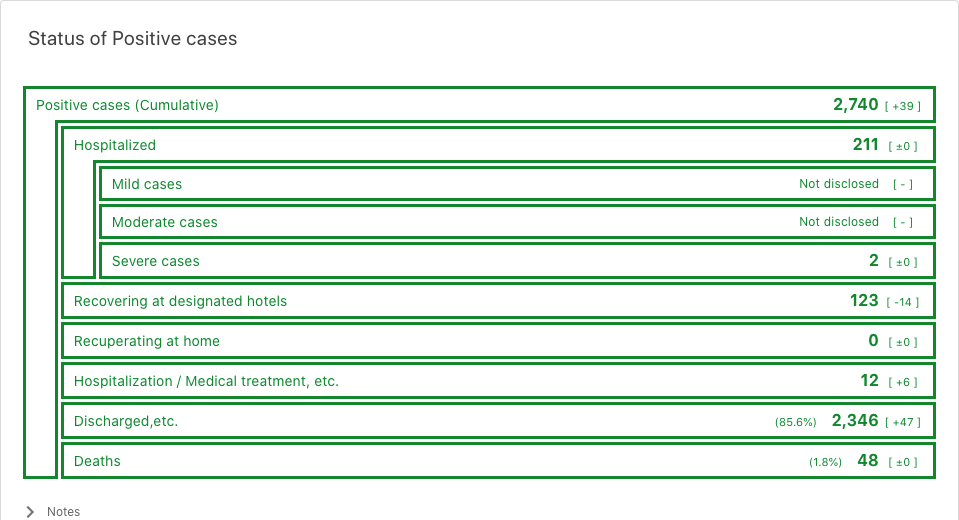 Status of Positive cases
Positive cases (Cumulative) 2,740 [ +39 ]
Hospitalized 211 [ ±0 ]
Mild cases Not disclosed [ - ]
Moderate cases Not disclosed [ - ]
Severe cases 2 [ ±0 ]
Recovering at designated hotels 123 [ -14 ]
Recuperating at home 0 [ ±0 ]
Hospitalization / Medical treatment, etc. 12 [ +6 ]
Discharged,etc. (85.6%) 2,346 [ +47 ]
Deaths (1.8%) 48 [ ±0 ]
Notes